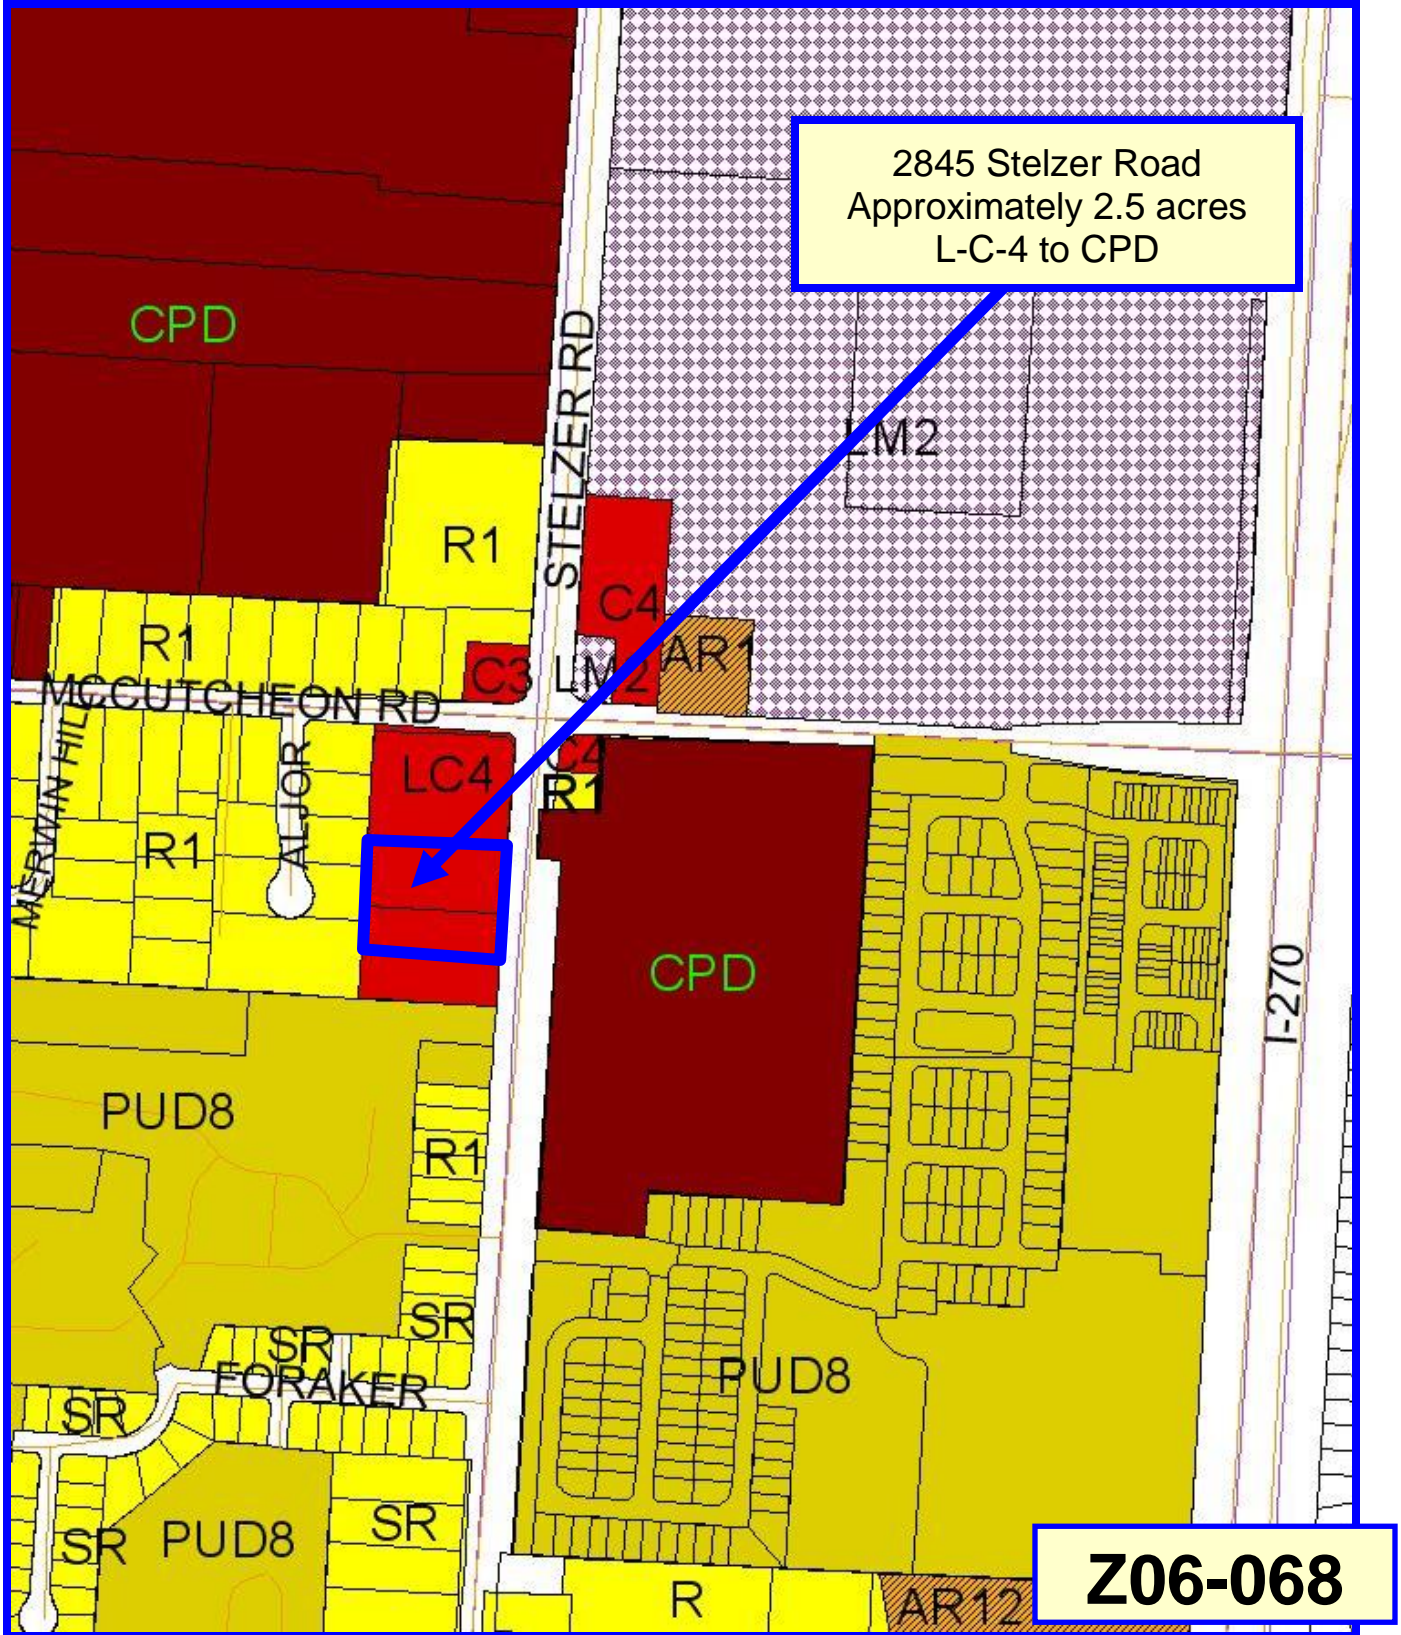 2845 Stelzer Road
Approximately 2.5 acres
L-C-4 to CPD
CPD
STELZER RD
LM2
R1
C4
R1
AR1
C3
LM2
MCCUTCHEON RD
C4
LC4
R1
MERWIN HILL
ALJOR
R1
CPD
I-270
PUD8
R1
SR
SR
PUD8
FORAKER
SR
SR
PUD8
SR
R
AR12
Z06-068